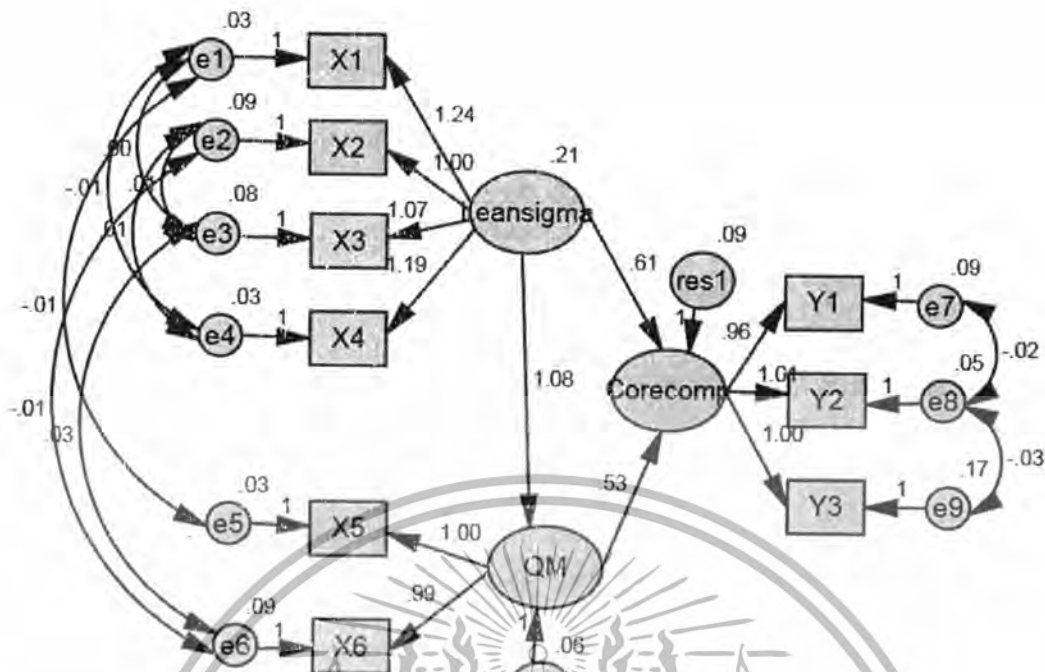 .03
e1
1
X1
.09
e2
1
X2
1.24
1.00
.21
-.01
.08
e3
1
X3
1.07
eansigma
1.19
.61
.09
res1
1
.03
e4
1
X4
-.01
.96
Y1
1
.09
e7
-.02
1.01
Y2
1
.05
e8
1.08
Corecomp
1.00
-.01
.03
.53
.17
-.03
Y3
1
e9
.03
e5
1
X5
1.00
QM
.99
.09
e6
1
X6
1
.06